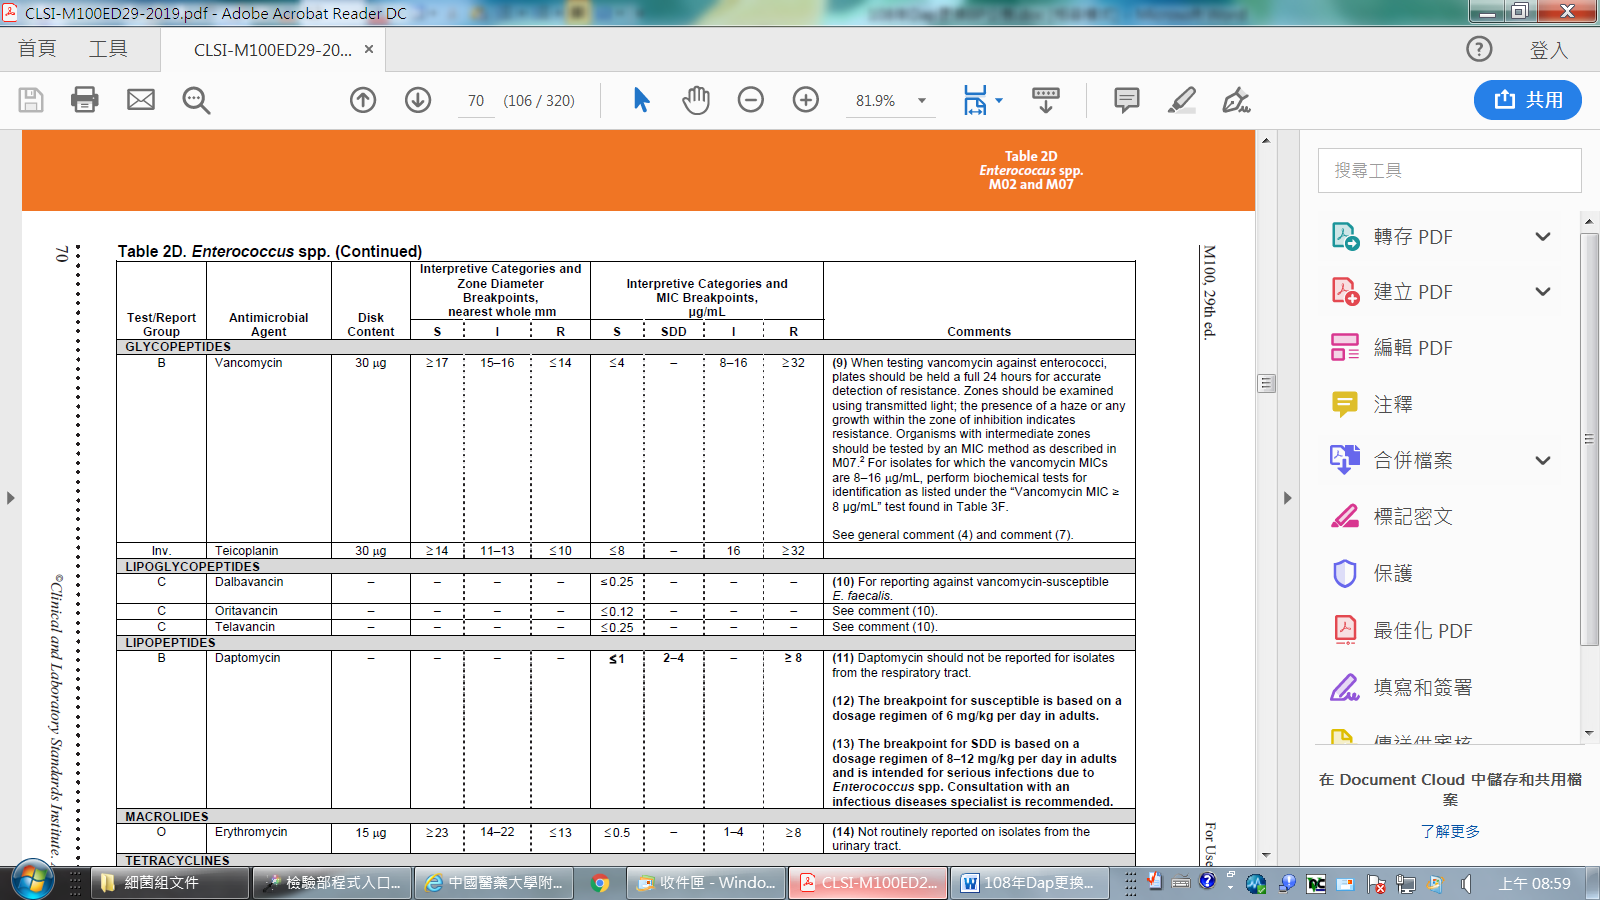 CLSI-M100ED29-2019.pdf - Adobe Acrobat Reader DC
首頁 工具 CLSI-M100ED29-20... × 登入
70 (106 / 320) 81.9% 共用
Table 2D
Enterococcus spp.
M02 and M07
搜尋工具
轉存 PDF
建立 PDF
編輯 PDF
注釋
合併檔案
標記密文
保護
最佳化 PDF
填寫和簽署
傳送供審核
在 Document Cloud 中儲存和共用檔
案
了解更多
70
©Clinical and Laboratory Standards Institute.
M100, 29th ed.
For Use
Table 2D. Enterococcus spp. (Continued)
Test/Report
Group
Antimicrobial
Agent
Disk
Content
Interpretive Categories and
Zone Diameter
Breakpoints,
nearest whole mm
S I R
Interpretive Categories and
MIC Breakpoints,
µg/mL
S SDD I R
Comments
GLYCOPEPTIDES
B Vancomycin 30 µg ≥17 15–16 ≤14 ≤4 – 8–16 ≥32 (9) When testing vancomycin against enterococci,
plates should be held a full 24 hours for accurate
detection of resistance. Zones should be examined
using transmitted light; the presence of a haze or any
growth within the zone of inhibition indicates
resistance. Organisms with intermediate zones
should be tested by an MIC method as described in
M07.2 For isolates for which the vancomycin MICs
are 8–16 µg/mL, perform biochemical tests for
identification as listed under the “Vancomycin MIC ≥
8 µg/mL” test found in Table 3F.
See general comment (4) and comment (7).
Inv. Teicoplanin 30 µg ≥14 11–13 ≤10 ≤8 – 16 ≥32
LIPOGLYCOPEPTIDES
C Dalbavancin – – – – ≤0.25 – – – (10) For reporting against vancomycin-susceptible
E. faecalis.
C Oritavancin – – – – ≤0.12 – – – See comment (10).
C Telavancin – – – – ≤0.25 – – – See comment (10).
LIPOPEPTIDES
B Daptomycin – – – – ≤1 2–4 – ≥ 8 (11) Daptomycin should not be reported for isolates
from the respiratory tract.
(12) The breakpoint for susceptible is based on a
dosage regimen of 6 mg/kg per day in adults.
(13) The breakpoint for SDD is based on a
dosage regimen of 8–12 mg/kg per day in adults
and is intended for serious infections due to
Enterococcus spp. Consultation with an
infectious diseases specialist is recommended.
MACROLIDES
O Erythromycin 15 µg ≥23 14–22 ≤13 ≤0.5 – 1–4 ≥8 (14) Not routinely reported on isolates from the
urinary tract.
TETRACYCLINES
細菌組文件 檢驗部程式入口... 中國醫藥大學附... 收件匣 - Windo... CLSI-M100ED2... 108年Dap更換... 上午 08:59